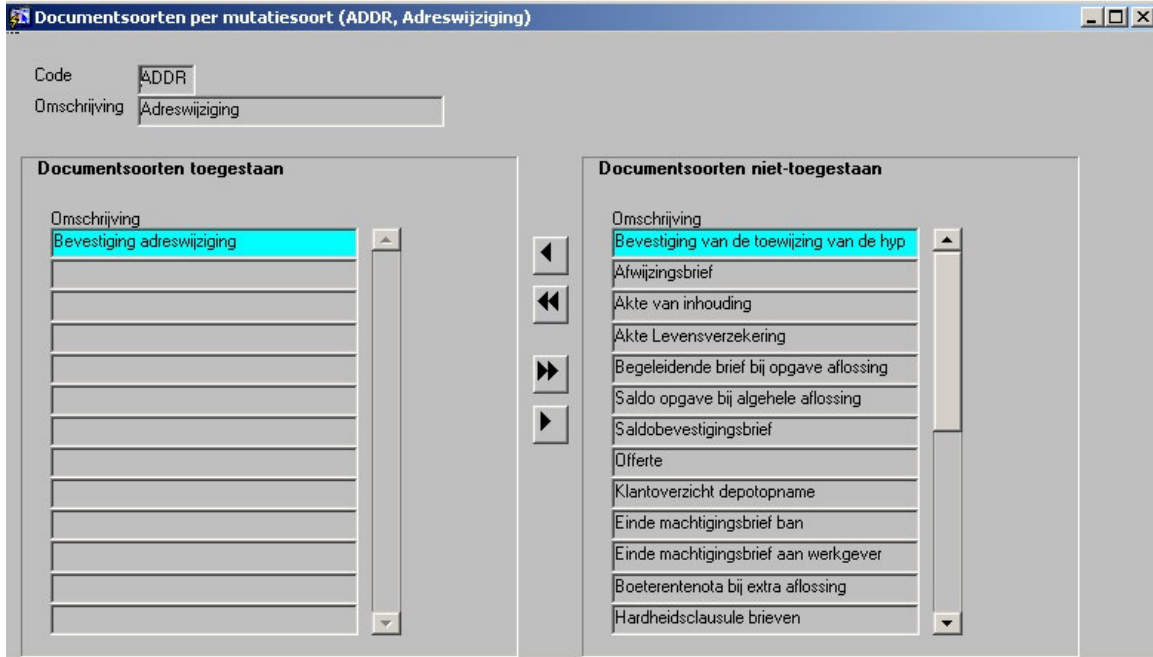 Documentsoorten per mutatiesoort (ADDR, Adreswijziging)
Code ADDR
Omschrijving Adreswijziging
Documentsoorten toegestaan
Omschrijving
Bevestiging adreswijziging
Documentsoorten niet-toegestaan
Omschrijving
Bevestiging van de toewijzing van de hyp
Afwijzingsbrief
Akte van inhouding
Akte Levensverzekering
Begeleidende brief bij opgave aflossing
Saldo opgave bij algehele aflossing
Saldobevestigingsbrief
Offerte
Klantoverzicht depotopname
Einde machtigingsbrief ban
Einde machtigingsbrief aan werkgever
Boeterentenota bij extra aflossing
Hardheidsclausule brieven